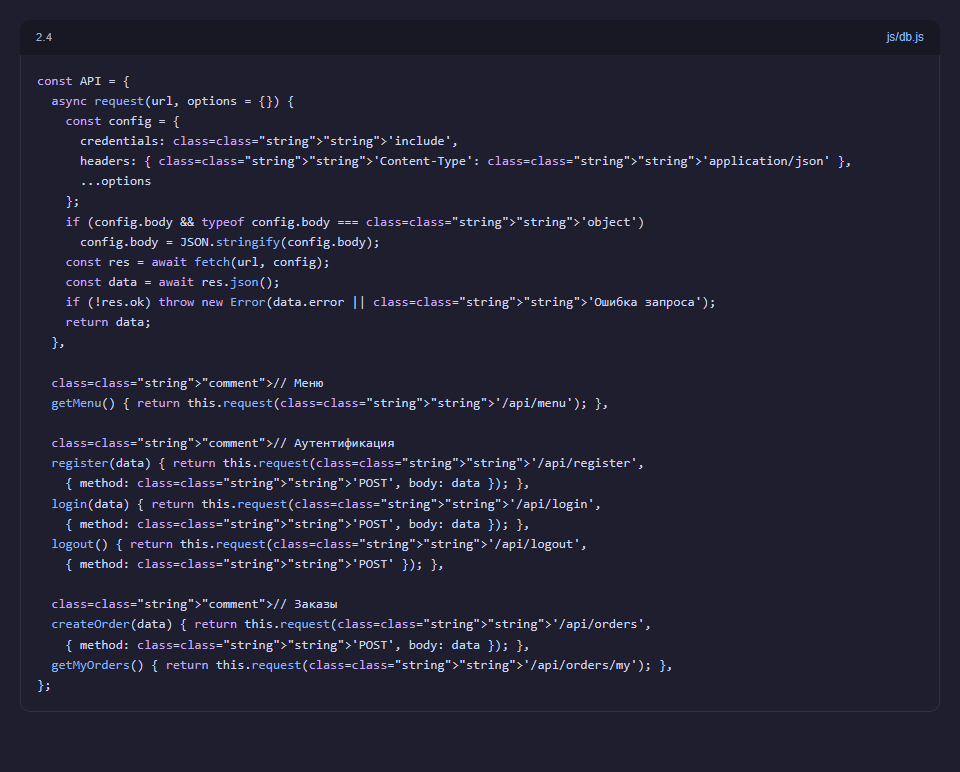 2.4
js/db.js
const API = {
  async request(url, options = {}) {
    const config = {
      credentials: class=class="string">"string">'include',
      headers: { class=class="string">"string">'Content-Type': class=class="string">"string">'application/json' },
      ...options
    };
    if (config.body && typeof config.body === class=class="string">"string">'object')
      config.body = JSON.stringify(config.body);
    const res = await fetch(url, config);
    const data = await res.json();
    if (!res.ok) throw new Error(data.error || class=class="string">"string">'Ошибка запроса');
    return data;
  },

  class=class="string">"comment">// Меню
  getMenu() { return this.request(class=class="string">"string">'/api/menu'); },

  class=class="string">"comment">// Аутентификация
  register(data) { return this.request(class=class="string">"string">'/api/register',
    { method: class=class="string">"string">'POST', body: data }); },
  login(data) { return this.request(class=class="string">"string">'/api/login',
    { method: class=class="string">"string">'POST', body: data }); },
  logout() { return this.request(class=class="string">"string">'/api/logout',
    { method: class=class="string">"string">'POST' }); },

  class=class="string">"comment">// Заказы
  createOrder(data) { return this.request(class=class="string">"string">'/api/orders',
    { method: class=class="string">"string">'POST', body: data }); },
  getMyOrders() { return this.request(class=class="string">"string">'/api/orders/my'); },
};